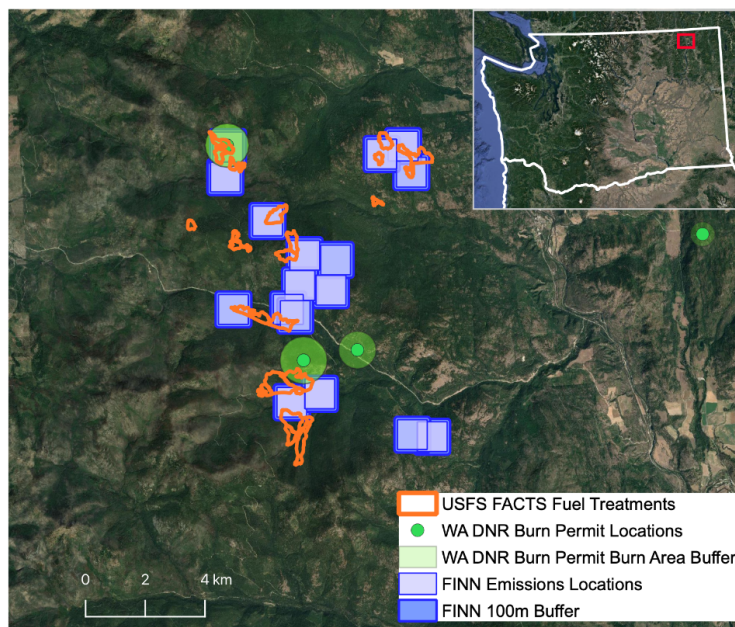 USFS FACTS Fuel Treatments
WA DNR Burn Permit Locations
WA DNR Burn Permit Burn Area Buffer
FINN Emissions Locations
FINN 100m Buffer
0 2 4 km